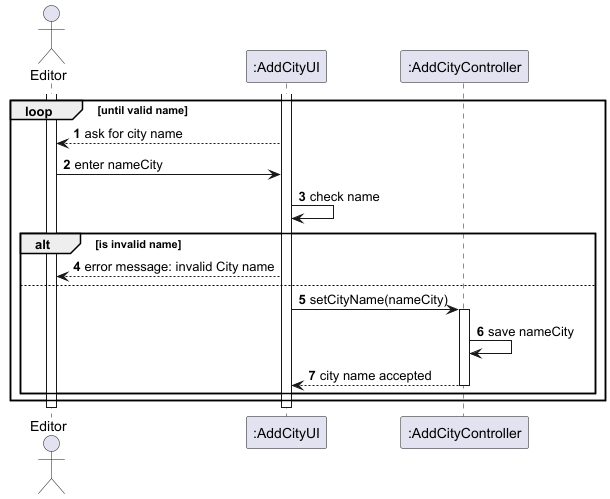 Editor
:AddCityUI
:AddCityController
loop [until valid name]
1 ask for city name
2 enter nameCity
3 check name
alt [is invalid name]
4 error message: invalid City name
5 setCityName(nameCity)
6 save nameCity
7 city name accepted
Editor
:AddCityUI
:AddCityController